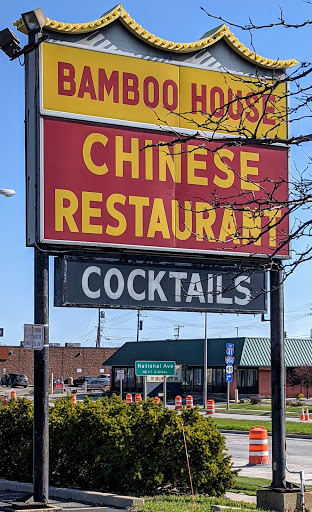 BAMBOO HOUSE
CHINESE
RESTAURANT
COCKTAILS
National Ave
NEXT SIGNAL